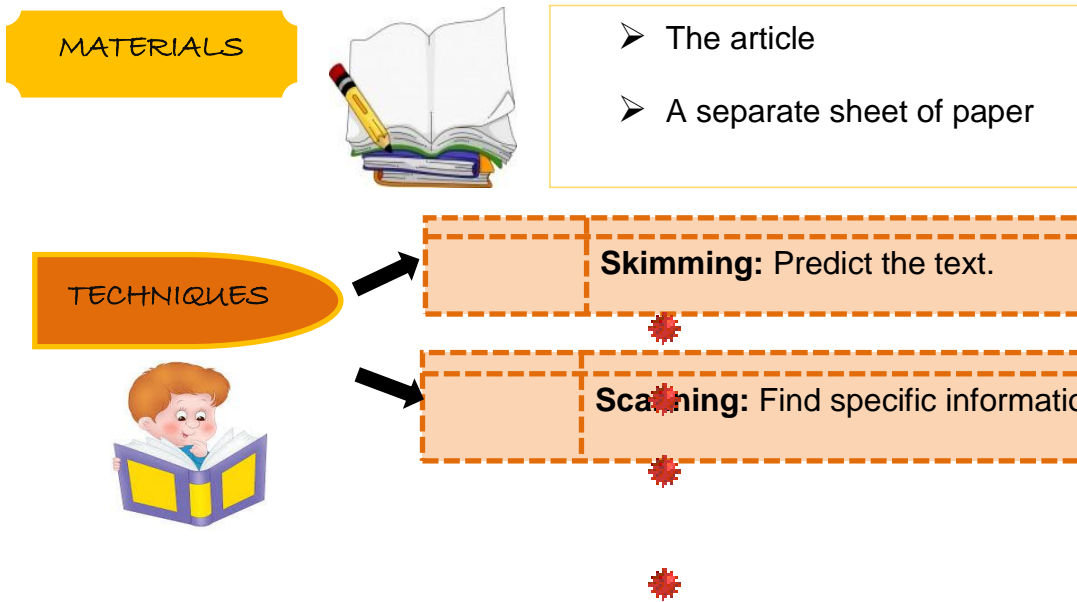 MATERIALS
➢ The article
➢ A separate sheet of paper
TECHNIQUES
Skimming: Predict the text.
Find specific